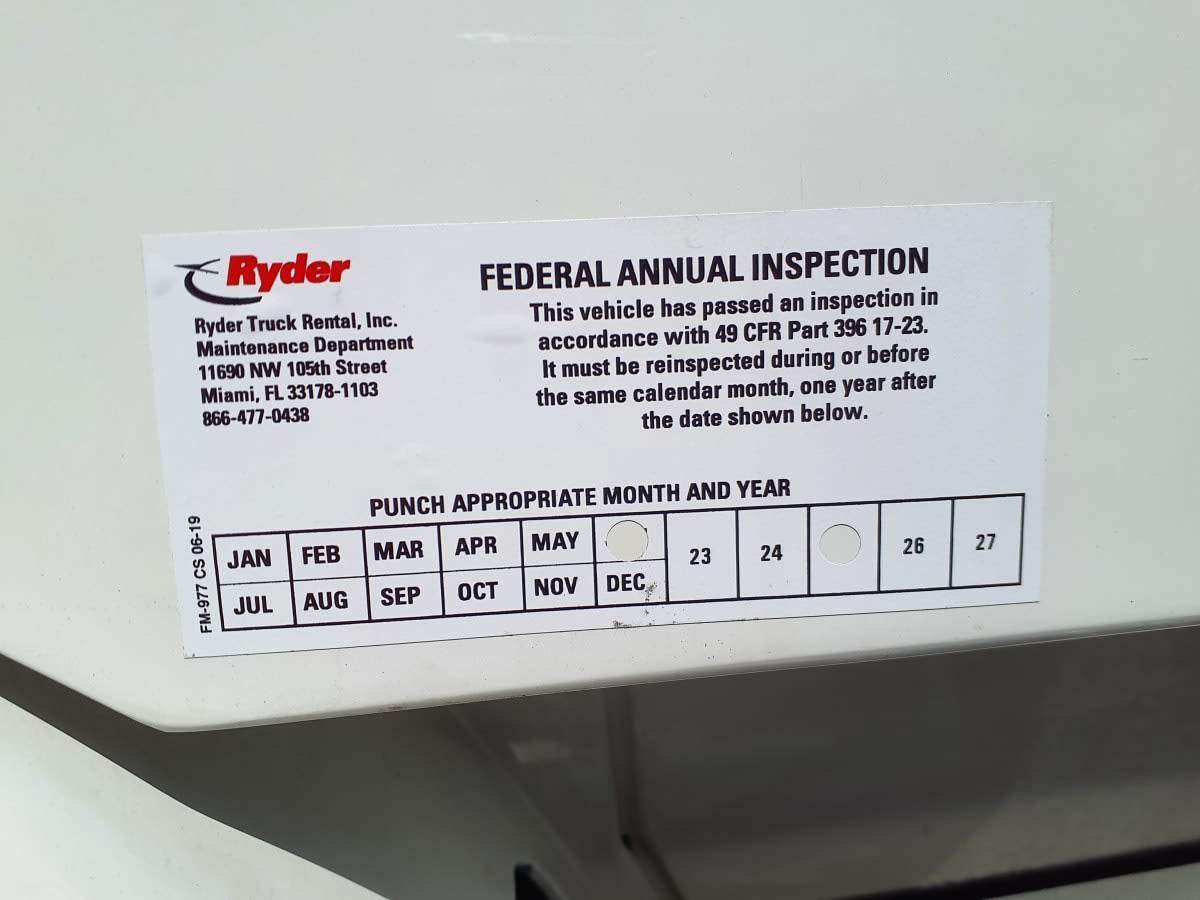 Ryder
Ryder Truck Rental, Inc.
Maintenance Department
11690 NW 105th Street
Miami, FL 33178-1103
866-477-0438
FEDERAL ANNUAL INSPECTION
This vehicle has passed an inspection in
accordance with 49 CFR Part 396 17-23.
It must be reinspected during or before
the same calendar month, one year after
the date shown below.
PUNCH APPROPRIATE MONTH AND YEAR
JAN FEB MAR APR MAY 23 24 26 27
JUL AUG SEP OCT NOV DEC
FM-977 CS 06-19